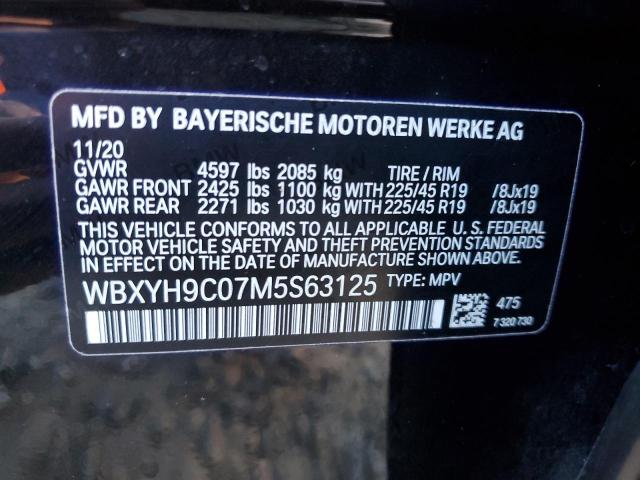 MFD BY BAYERISCHE MOTOREN WERKE AG
11/20
GVWR 4597 lbs 2085 kg TIRE / RIM
GAWR FRONT 2425 lbs 1100 kg WITH 225/45 R19 /8Jx19
GAWR REAR 2271 lbs 1030 kg WITH 225/45 R19 /8Jx19
THIS VEHICLE CONFORMS TO ALL APPLICABLE U. S. FEDERAL
MOTOR VEHICLE SAFETY AND THEFT PREVENTION STANDARDS
IN EFFECT ON THE DATE OF MANUFACTURE SHOWN ABOVE.
WBXYH9C07M5S63125 TYPE: MPV
475
7 320 730